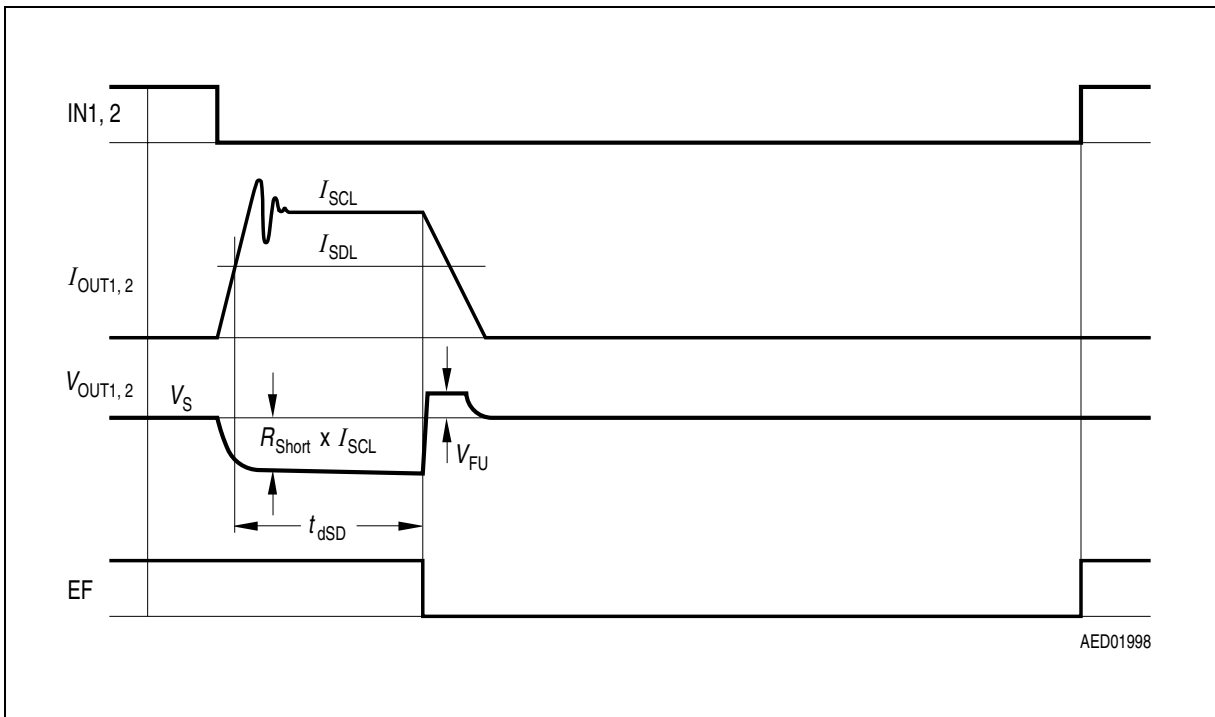 IN1, 2
I_SCL
I_SDL
I_OUT1, 2
V_OUT1, 2
V_S
R_Short x I_SCL
V_FU
t_dSD
EF
AED01998